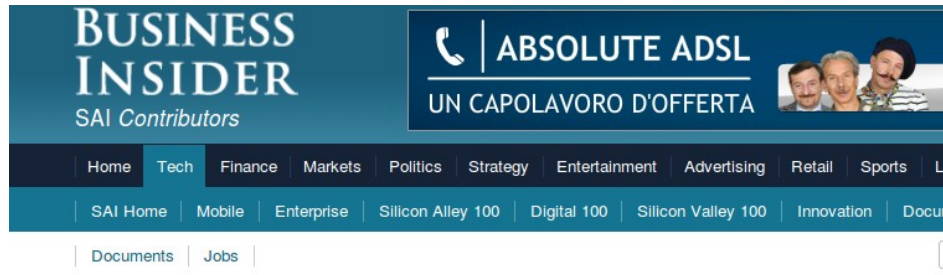 BUSINESS
INSIDER
SAI Contributors
ABSOLUTE ADSL
UN CAPOLAVORO D'OFFERTA
Home Tech Finance Markets Politics Strategy Entertainment Advertising Retail Sports
SAI Home Mobile Enterprise Silicon Alley 100 Digital 100 Silicon Valley 100 Innovation
Documents Jobs